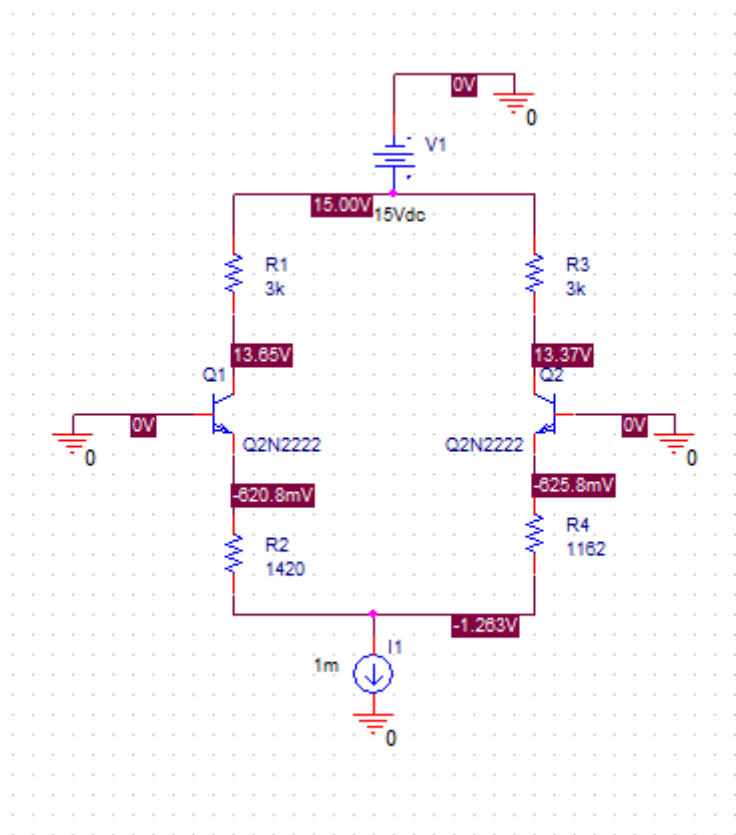 0V
0
V1
15.00V
15Vdc
R1
3k
R3
3k
13.65V
13.37V
Q1
Q2
0V
0
Q2N2222
Q2N2222
0V
0
-620.8mV
-625.8mV
R2
1420
R4
1162
-1.263V
I1
1m
0